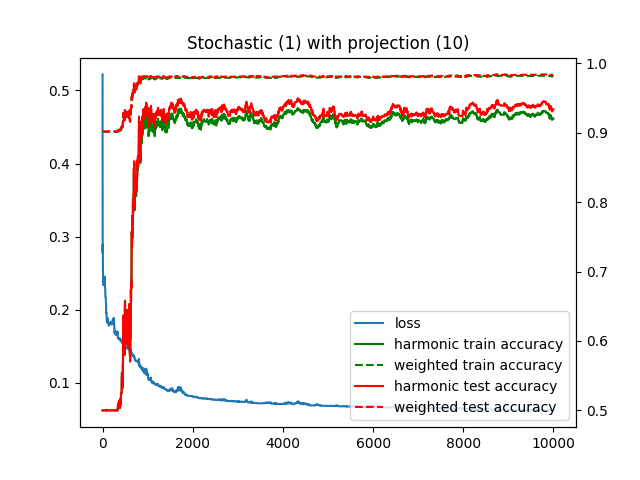 Stochastic (1) with projection (10)
0.5
0.4
0.3
0.2
0.1
1.0
0.9
0.8
0.7
0.6
0.5
loss
harmonic train accuracy
weighted train accuracy
harmonic test accuracy
weighted test accuracy
0 2000 4000 6000 8000 10000